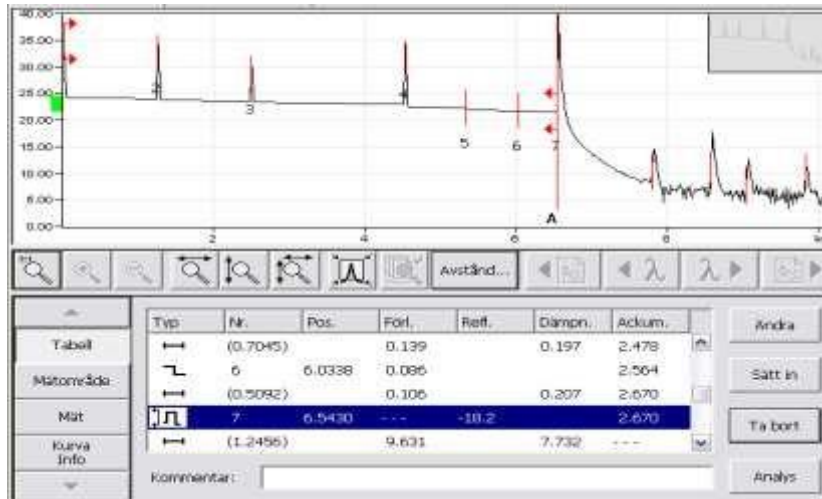 40.00
35.00
30.00
25.00
20.00
15.00
10.00
5.00
0.00
2
3
4
5
6
7
A
2
4
6
8
Avstånd...
λ
λ
Tabell
Mätområde
Mät
Kurva
Info
Typ Nr. Pos. Förl. Refl. Dämpn. Ackum.
(0.7045) 0.139 0.197 2.478
6 6.0338 0.086 2.564
(0.5092) 0.106 0.207 2.670
7 6.5430 --- -18.2 2.670
(1.2456) 9.631 7.732 ---
Kommentar:
Ändra
Sätt in
Ta bort
Analys